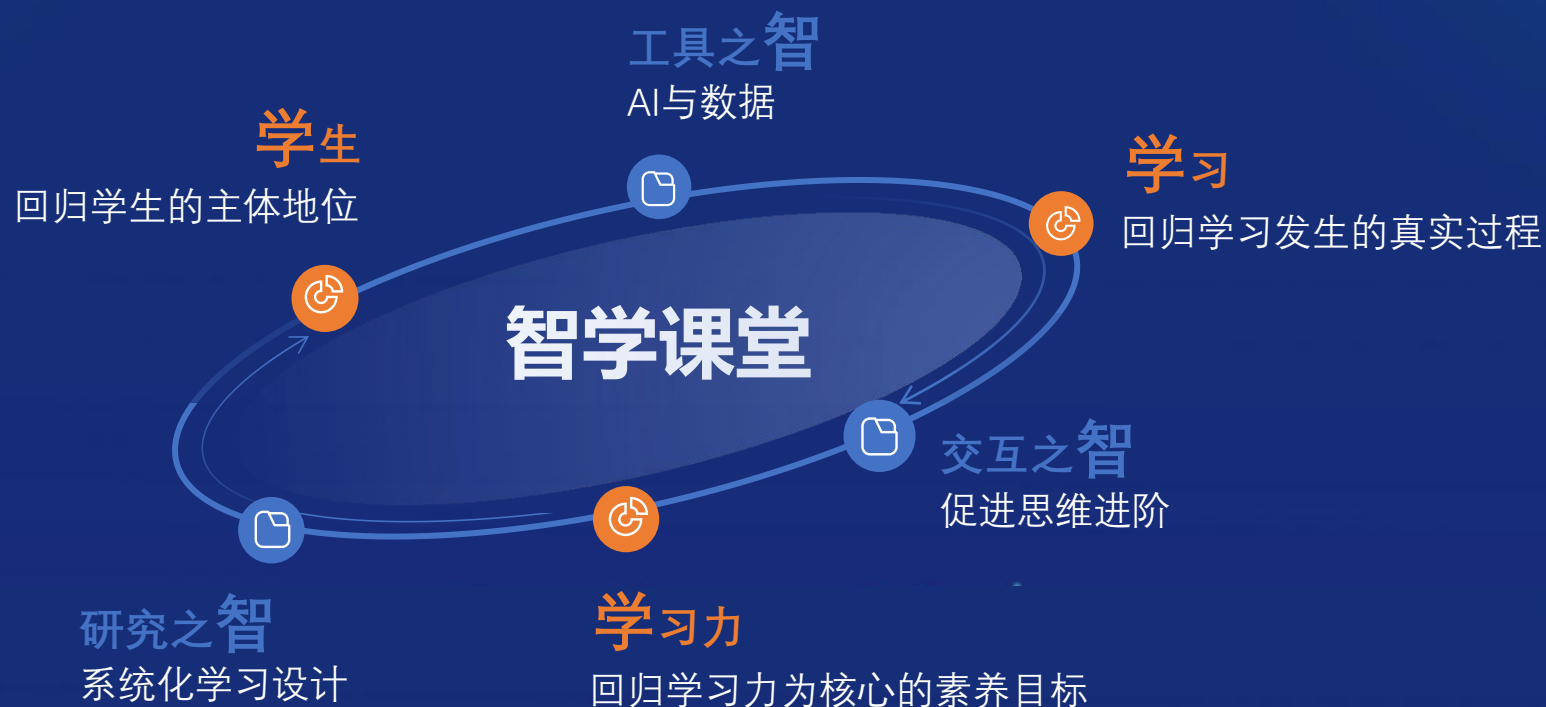 工具之智
AI与数据
学生
回归学生的主体地位
学习
回归学习发生的真实过程
智学课堂
交互之智
促进思维进阶
研究之智
系统化学习设计
学习力
回归学习力为核心的素养目标